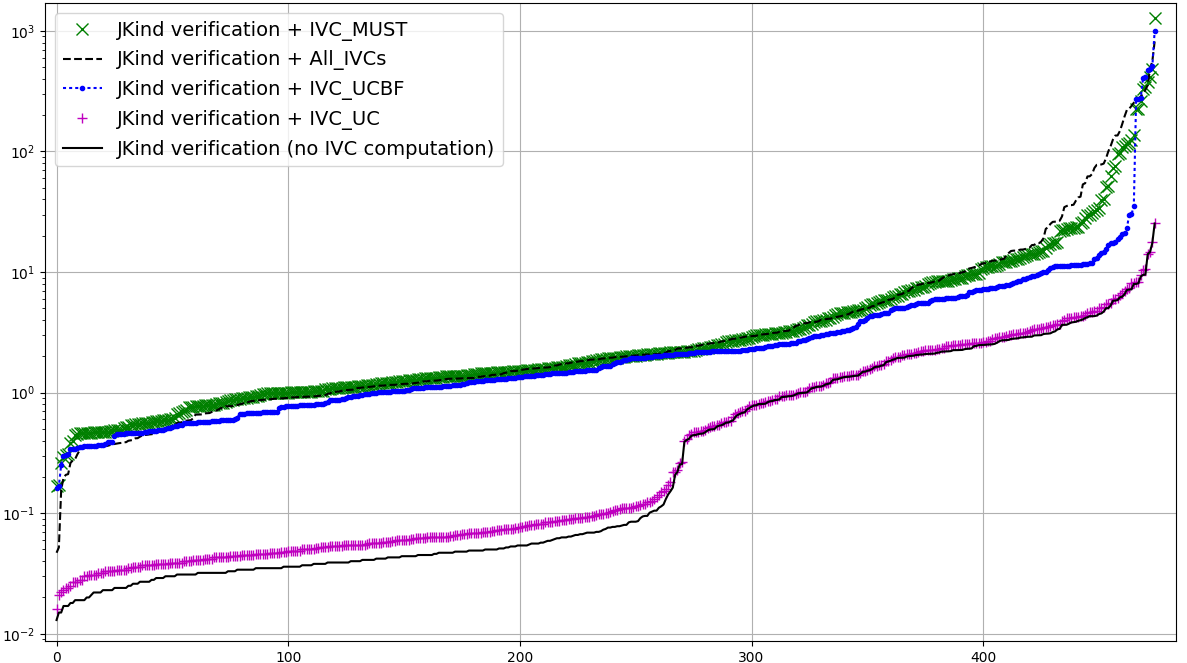 JKind verification + IVC_MUST
JKind verification + All_IVCs
JKind verification + IVC_UCBF
JKind verification + IVC_UC
JKind verification (no IVC computation)
10³
10²
10¹
10⁰
10⁻¹
10⁻²
0 100 200 300 400